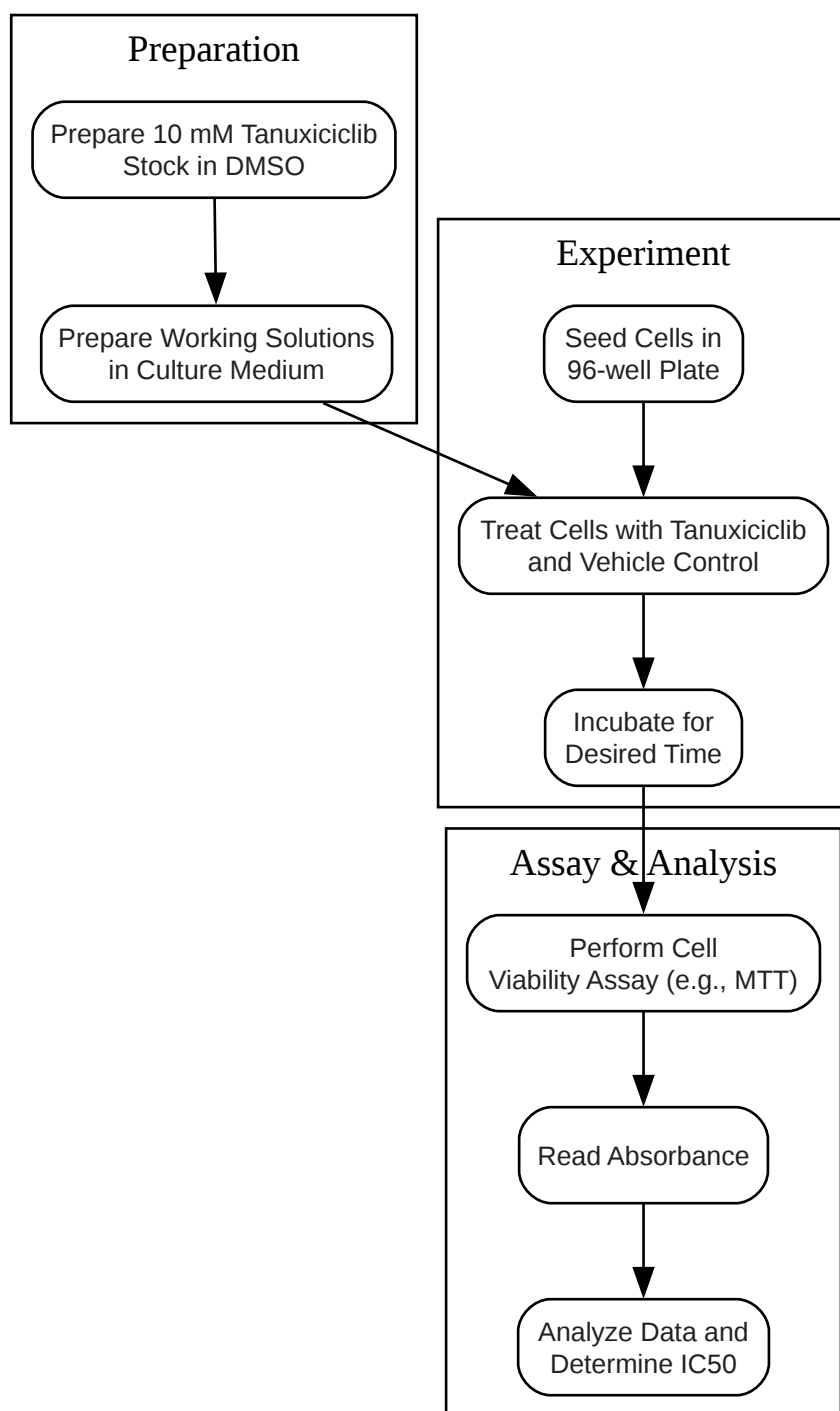 Preparation
Prepare 10 mM Tanuxiciclib
Stock in DMSO
Prepare Working Solutions
in Culture Medium
Experiment
Seed Cells in
96-well Plate
Treat Cells with Tanuxiciclib
and Vehicle Control
Incubate for
Desired Time
Assay & Analysis
Perform Cell
Viability Assay (e.g., MTT)
Read Absorbance
Analyze Data and
Determine IC50